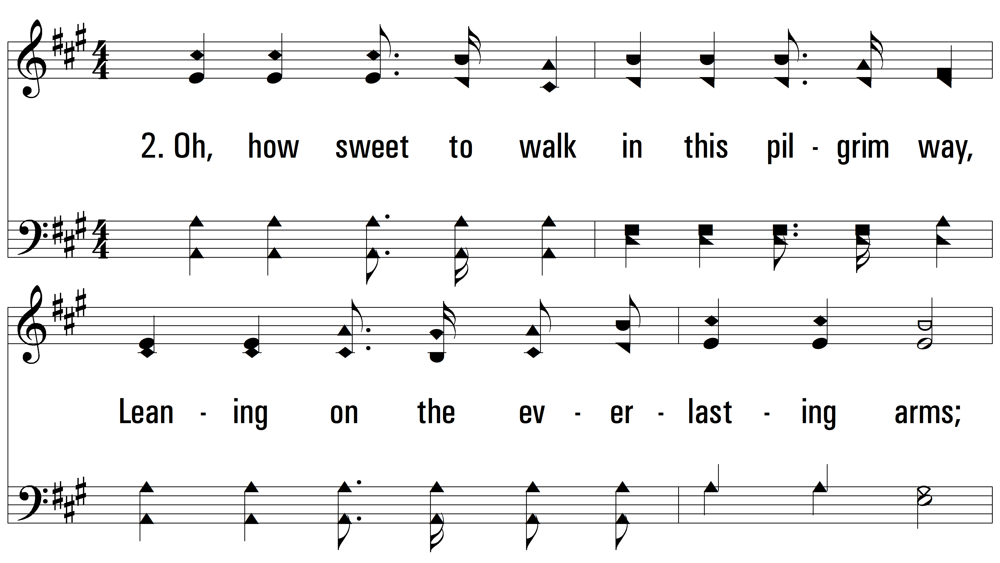 2. Oh, how sweet to walk in this pil - grim way,
Lean - ing on the ev - er - last - ing arms;